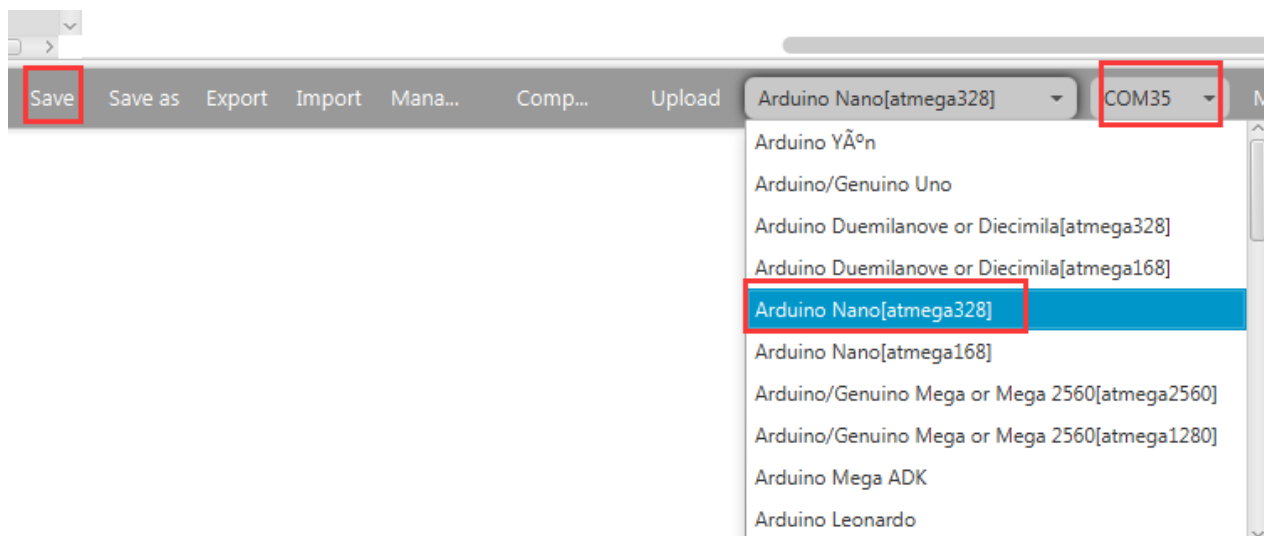 Save Save as Export Import Mana... Comp... Upload Arduino Nano[atmega328] COM35 M
Arduino YÃºn
Arduino/Genuino Uno
Arduino Duemilanove or Diecimila[atmega328]
Arduino Duemilanove or Diecimila[atmega168]
Arduino Nano[atmega328]
Arduino Nano[atmega168]
Arduino/Genuino Mega or Mega 2560[atmega2560]
Arduino/Genuino Mega or Mega 2560[atmega1280]
Arduino Mega ADK
Arduino Leonardo